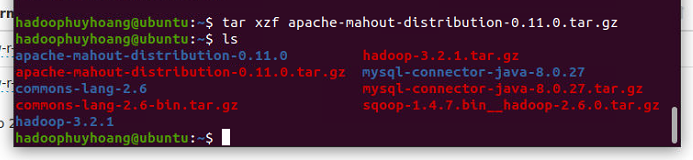 hadoophuyhoang@ubuntu:~$ tar xzf apache-mahout-distribution-0.11.0.tar.gz
hadoophuyhoang@ubuntu:~$ ls
apache-mahout-distribution-0.11.0 hadoop-3.2.1.tar.gz
apache-mahout-distribution-0.11.0.tar.gz mysql-connector-java-8.0.27
commons-lang-2.6 mysql-connector-java-8.0.27.tar.gz
commons-lang-2.6-bin.tar.gz sqoop-1.4.7.bin__hadoop-2.6.0.tar.gz
hadoop-3.2.1
hadoophuyhoang@ubuntu:~$